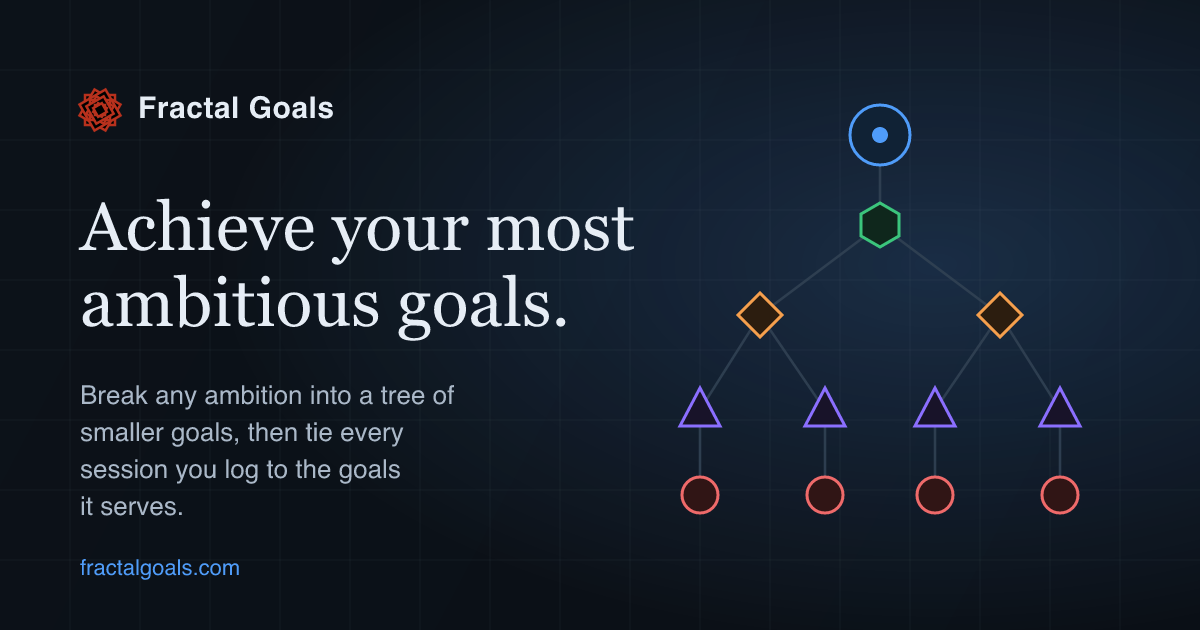 Fractal Goals
Achieve your most
ambitious goals.
Break any ambition into a tree of
smaller goals, then tie every
session you log to the goals
it serves.
fractalgoals.com